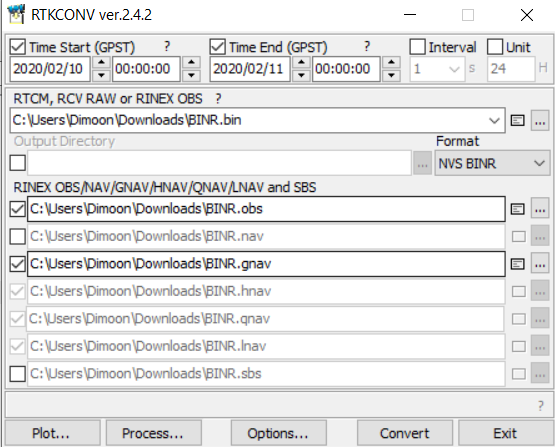 RTKCONV ver.2.4.2
Time Start (GPST) ? Time End (GPST) ? Interval Unit
2020/02/10 00:00:00 2020/02/11 00:00:00 1 s 24 H
RTCM, RCV RAW or RINEX OBS ?
C:\Users\Dimoon\Downloads\BINR.bin ...
Output Directory Format
... NVS BINR
RINEX OBS/NAV/GNAV/HNAV/QNAV/LNAV and SBS
C:\Users\Dimoon\Downloads\BINR.obs ...
C:\Users\Dimoon\Downloads\BINR.nav ...
C:\Users\Dimoon\Downloads\BINR.gnav ...
C:\Users\Dimoon\Downloads\BINR.hnav ...
C:\Users\Dimoon\Downloads\BINR.qnav ...
C:\Users\Dimoon\Downloads\BINR.lnav ...
C:\Users\Dimoon\Downloads\BINR.sbs ...
?
Plot... Process... Options... Convert Exit